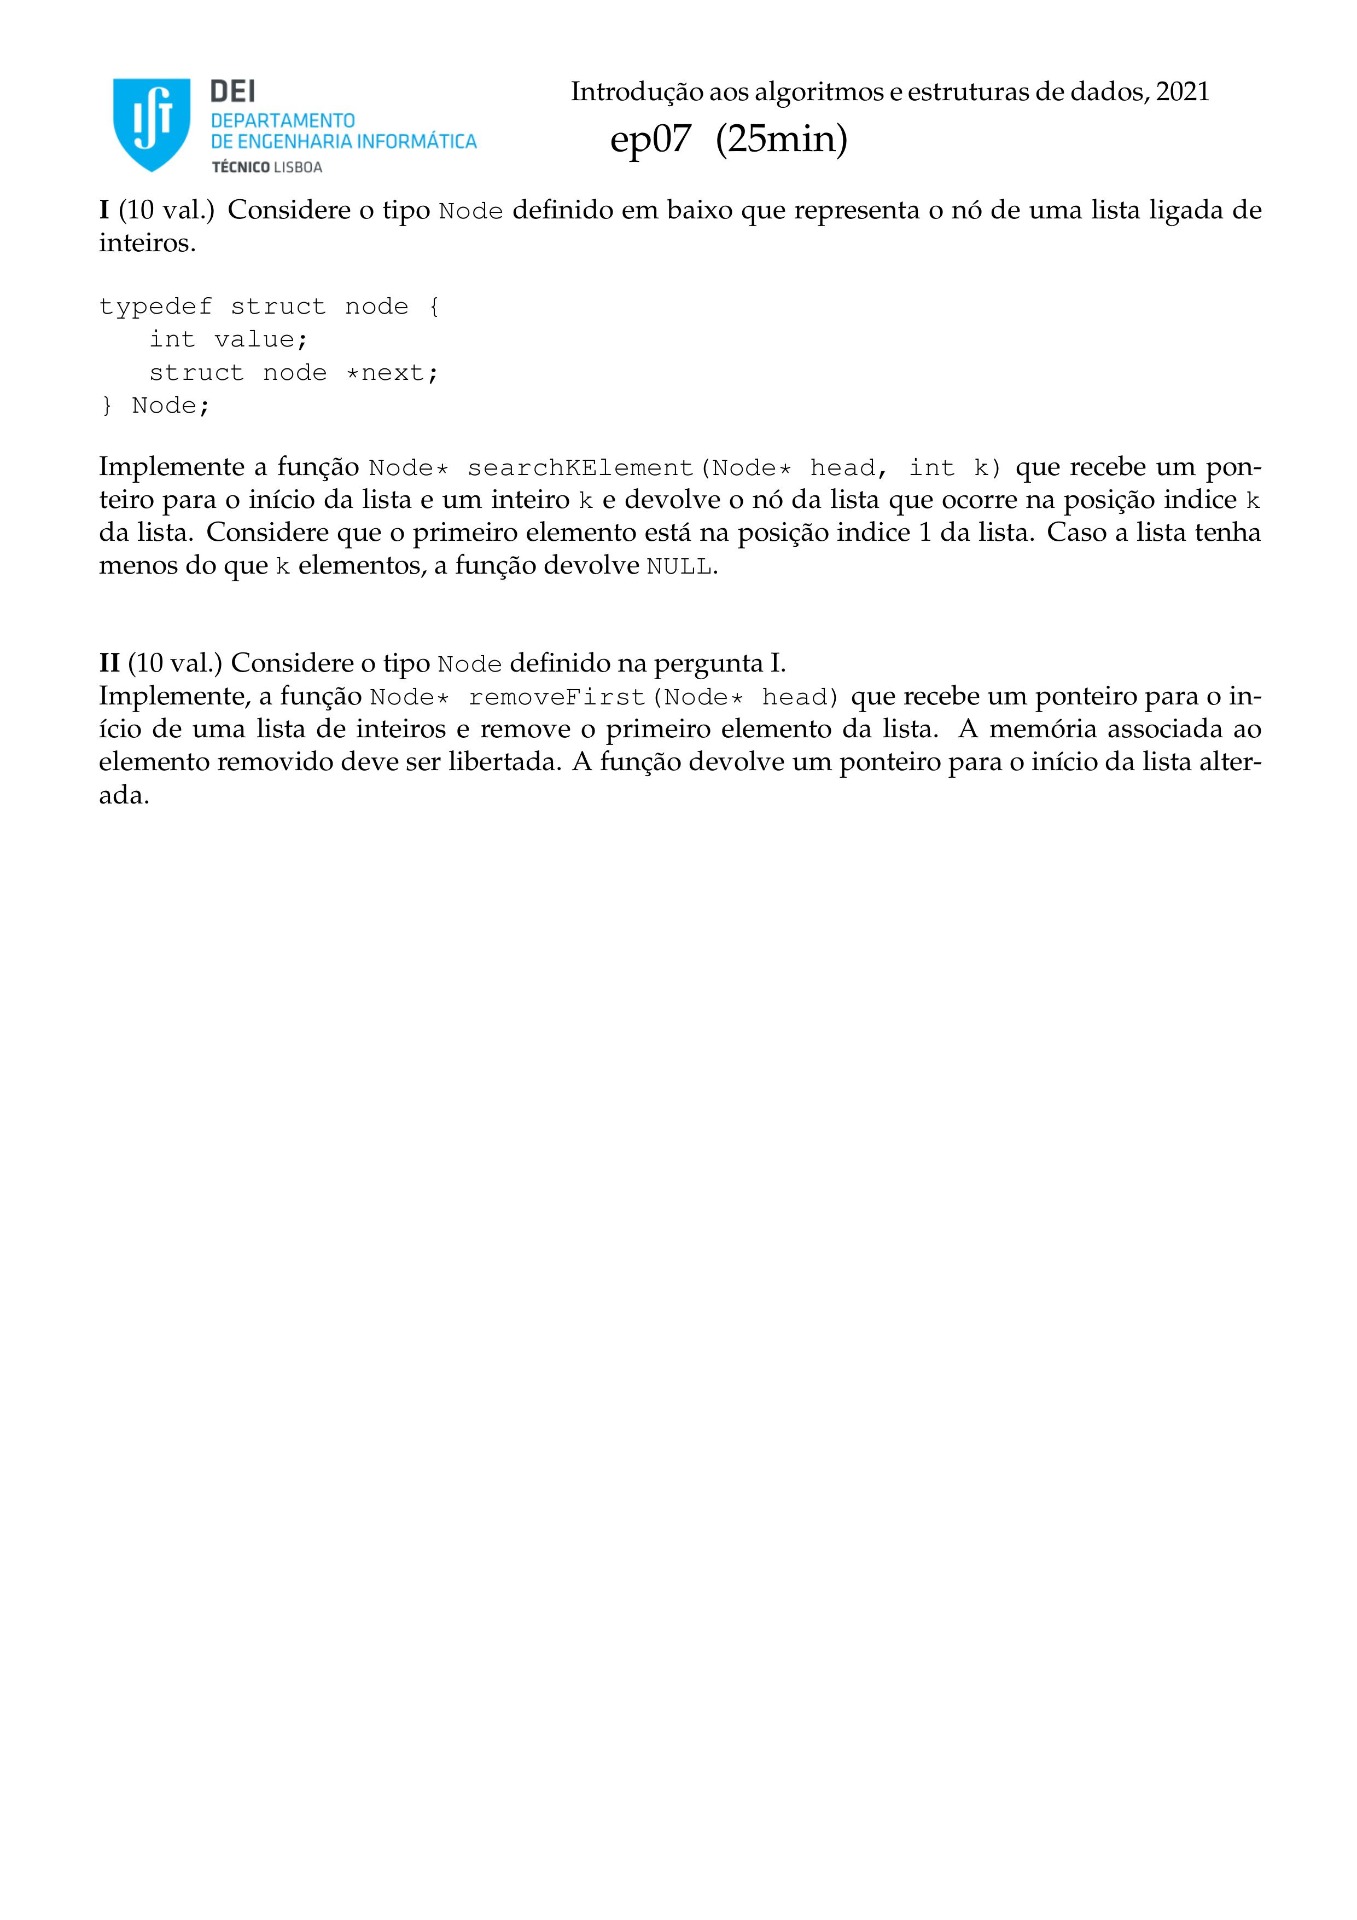 DEI
DEPARTAMENTO
DE ENGENHARIA INFORMÁTICA
TÉCNICO LISBOA
Introdução aos algoritmos e estruturas de dados, 2021
ep07 (25min)
I (10 val.) Considere o tipo Node definido em baixo que representa o nó de uma lista ligada de
inteiros.
typedef struct node {
int value;
struct node *next;
} Node;
Implemente a função Node* searchKElement(Node* head, int k) que recebe um pon-
teiro para o início da lista e um inteiro k e devolve o nó da lista que ocorre na posição indice k
da lista. Considere que o primeiro elemento está na posição indice 1 da lista. Caso a lista tenha
menos do que k elementos, a função devolve NULL.
II (10 val.) Considere o tipo Node definido na pergunta I.
Implemente, a função Node* removeFirst(Node* head) que recebe um ponteiro para o in-
ício de uma lista de inteiros e remove o primeiro elemento da lista. A memória associada ao
elemento removido deve ser libertada. A função devolve um ponteiro para o início da lista alter-
ada.